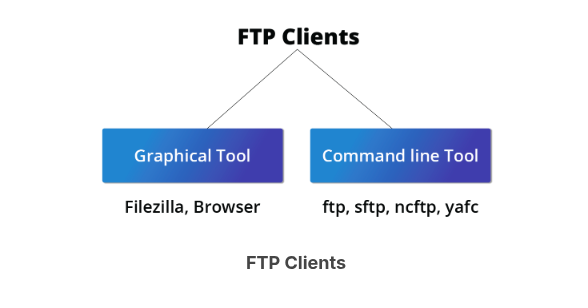 FTP Clients
Graphical Tool
Command line Tool
Filezilla, Browser
ftp, sftp, ncftp, yafc
FTP Clients